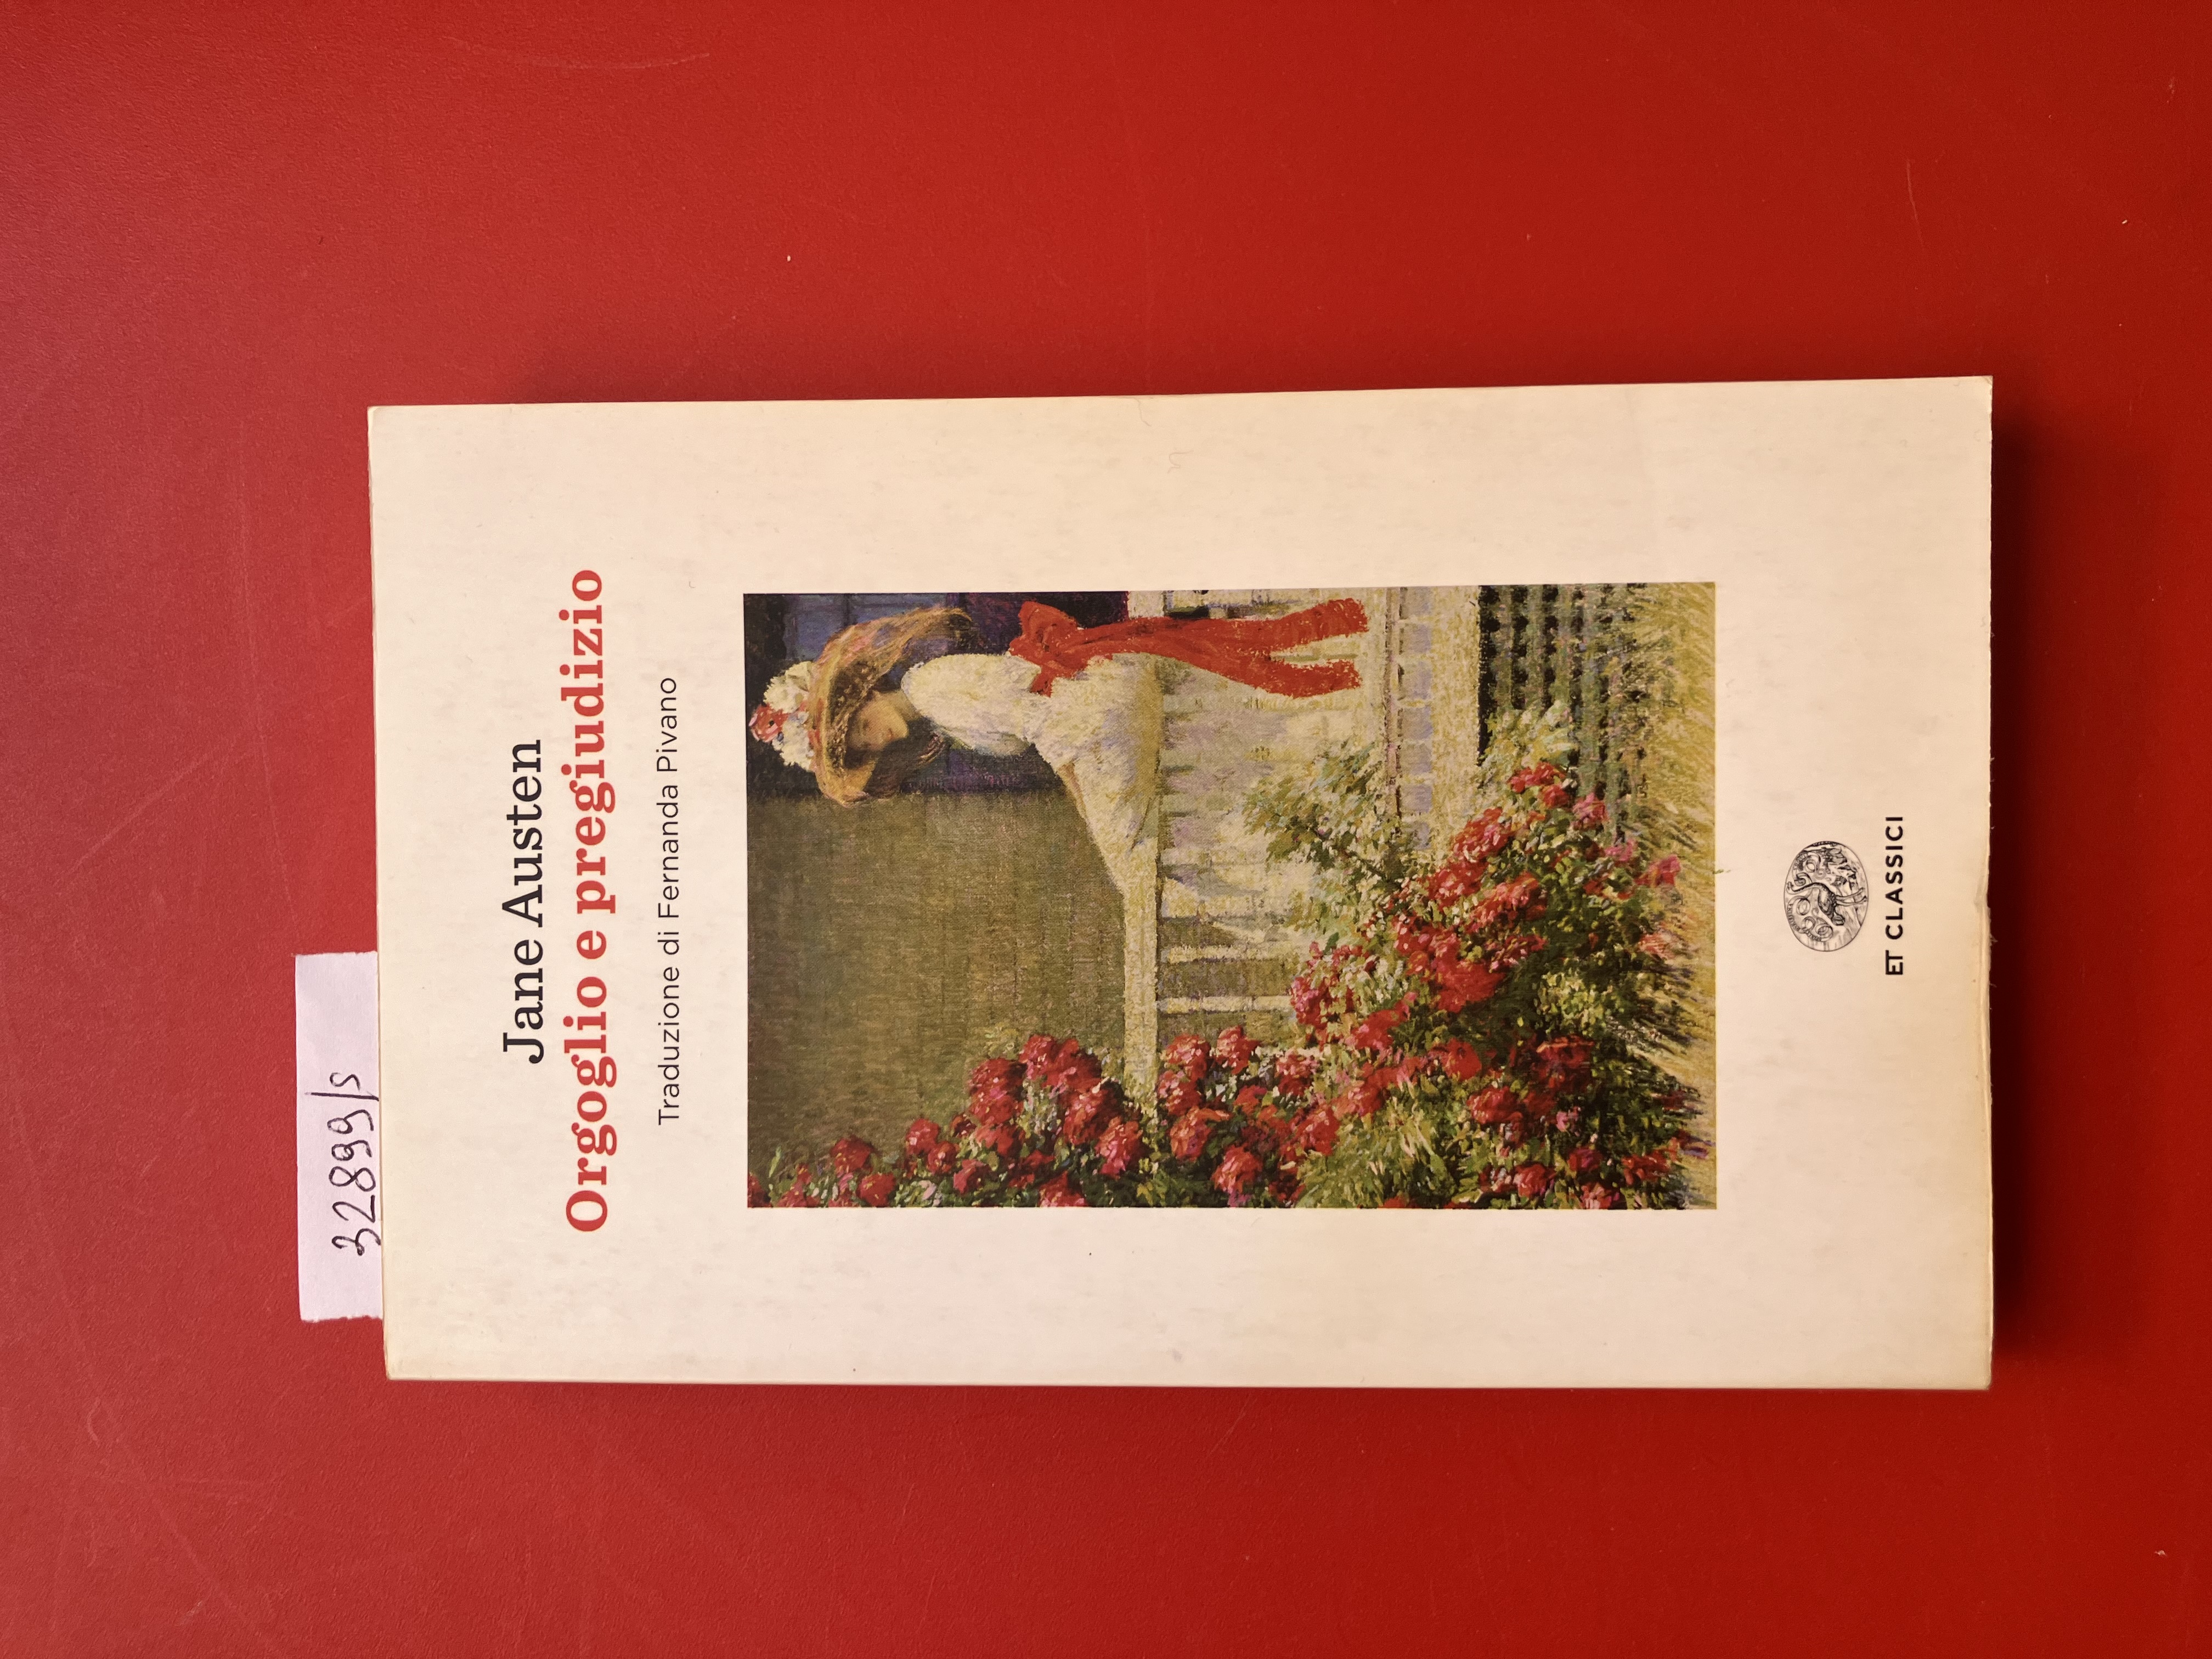 32899/s
Jane Austen
Orgoglio e pregiudizio
Traduzione di Fernanda Pivano
ET CLASSICI